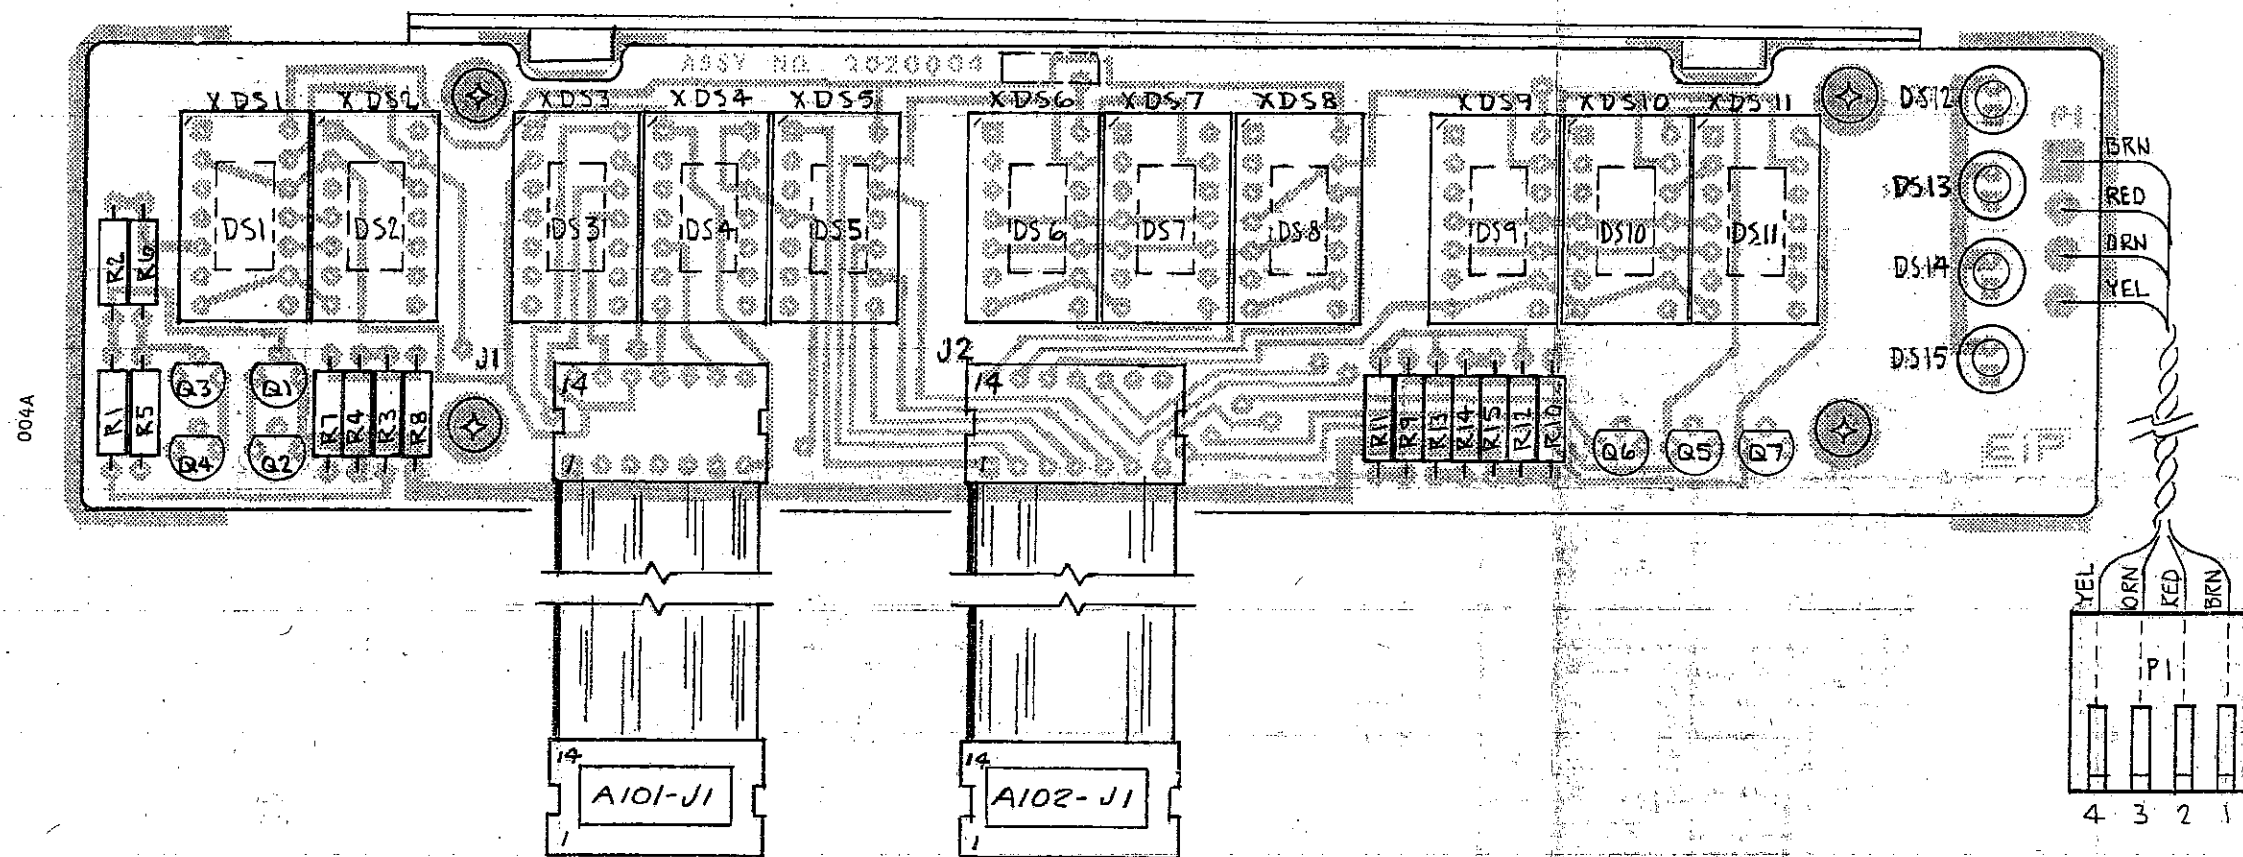 ASSY NO. 2020004
XDS1 XDS2 XDS3 XDS4 XDS5 XDS6 XDS7 XDS8 XDS9 XDS10 XDS11 DS12
BRN
DS13
RED
DS1 DS2 DS3 DS4 DS5 DS6 DS7 DS8 DS9 DS10 DS11
R2 R6
ORN
DS14
YEL
J1 J2
DS15
Q3 Q1
14 14
004A
R1 R5 R7 R4 R3 R8
R11 R9 R13 R14 R15 R12 R10
Q4 Q2
Q6 Q5 Q7
EIP
1 1
YEL ORN RED BRN
P1
14 14
A101-J1 A102-J1
1 1
4 3 2 1